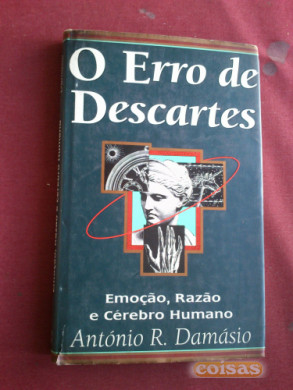 O Erro de
Descartes
Emoção, Razão
e Cérebro Humano
António R. Damásio
coisas